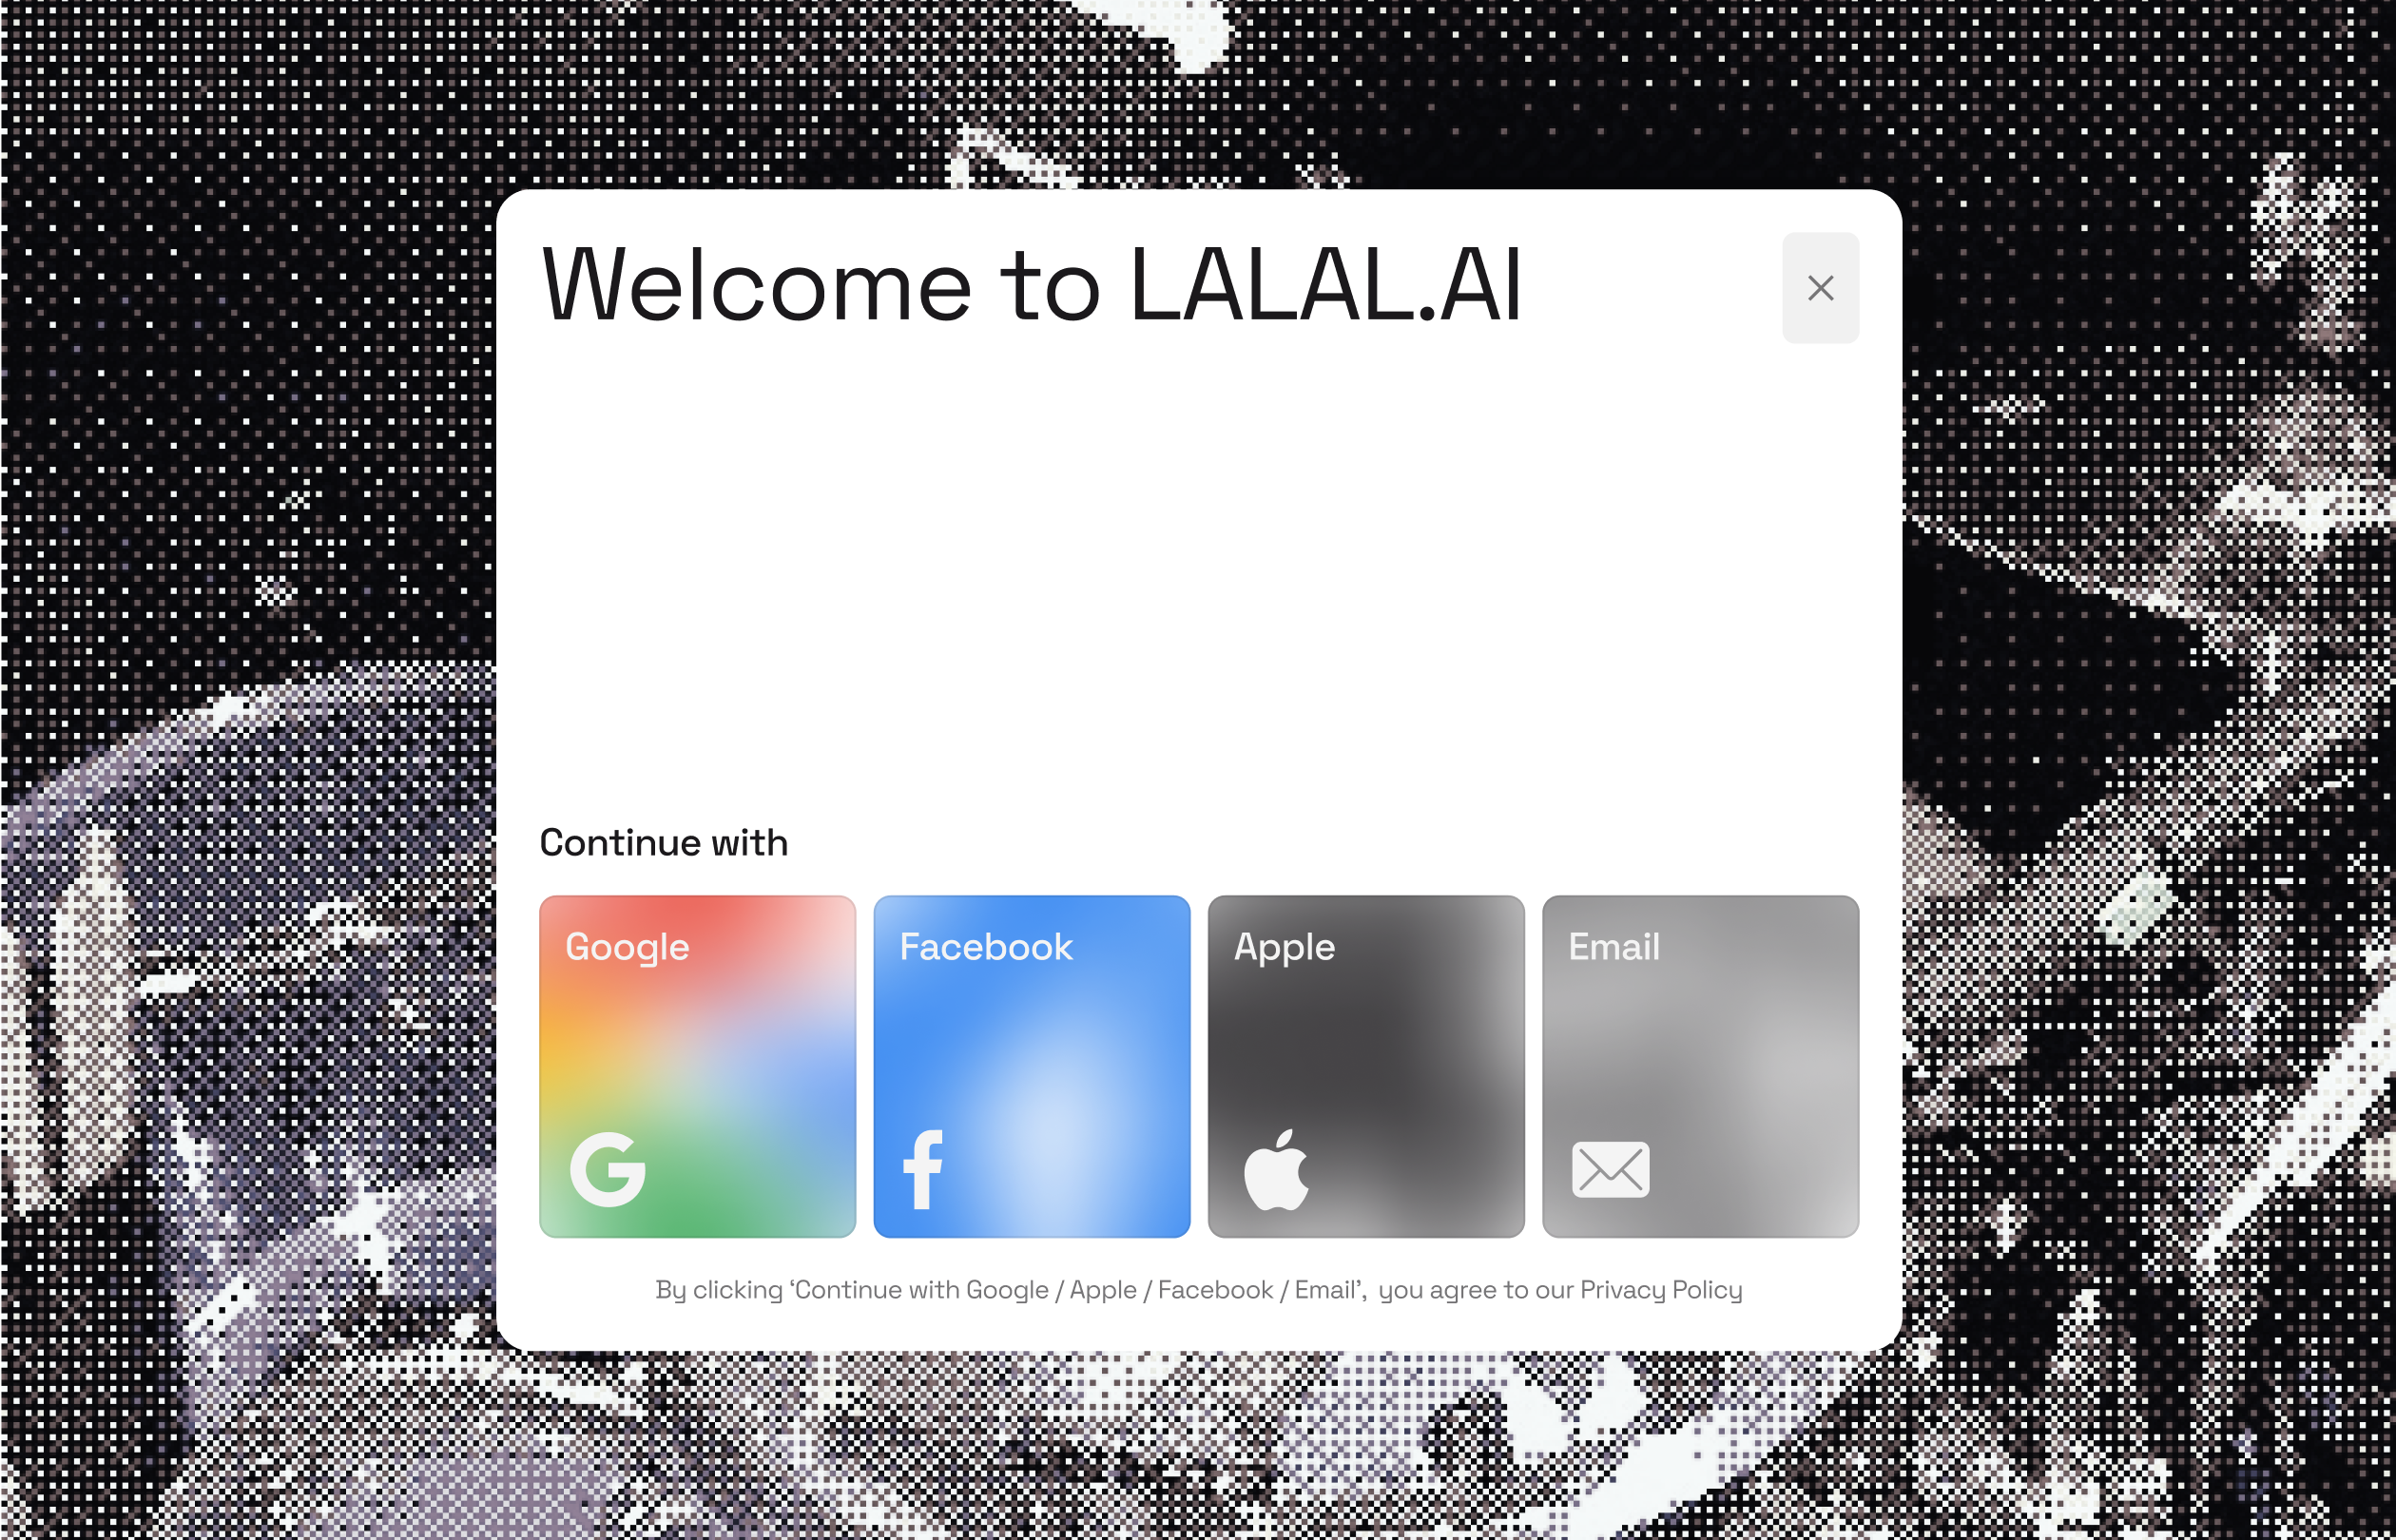 Welcome to LALAL.AI
Continue with
Google
Facebook
Apple
Email
By clicking ‘Continue with Google / Apple / Facebook / Email’, you agree to our Privacy Policy